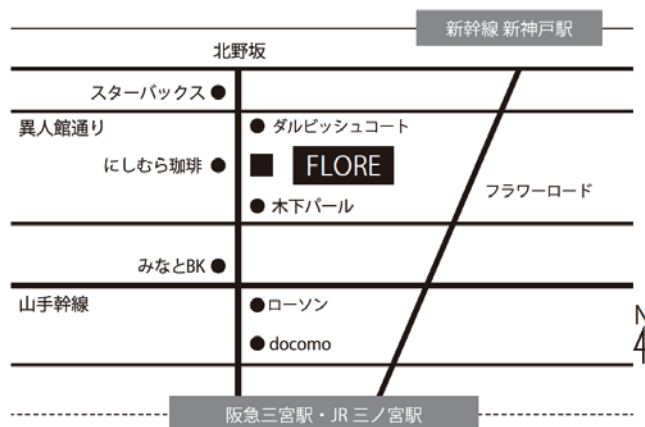 新幹線 新神戸駅
北野坂
スターバックス
異人館通り
ダルビッシュコート
にしむら珈琲
FLORE
フラワーロード
木下パール
みなとBK
山手幹線
ローソン
N
4
docomo
阪急三宮駅・JR 三ノ宮駅